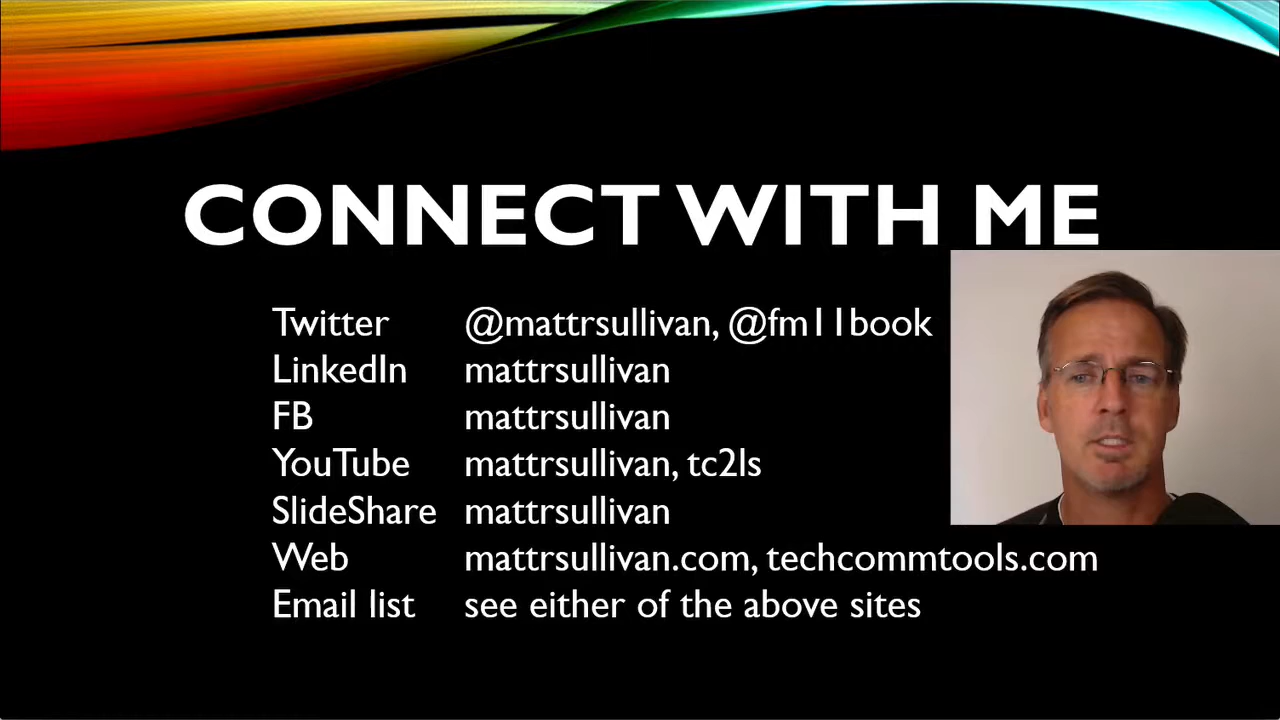 CONNECT WITH ME
Twitter @mattrsullivan, @fm11book
LinkedIn mattrsullivan
FB mattrsullivan
YouTube mattrsullivan, tc2ls
SlideShare mattrsullivan
Web mattrsullivan.com, techcommtools.com
Email list see either of the above sites